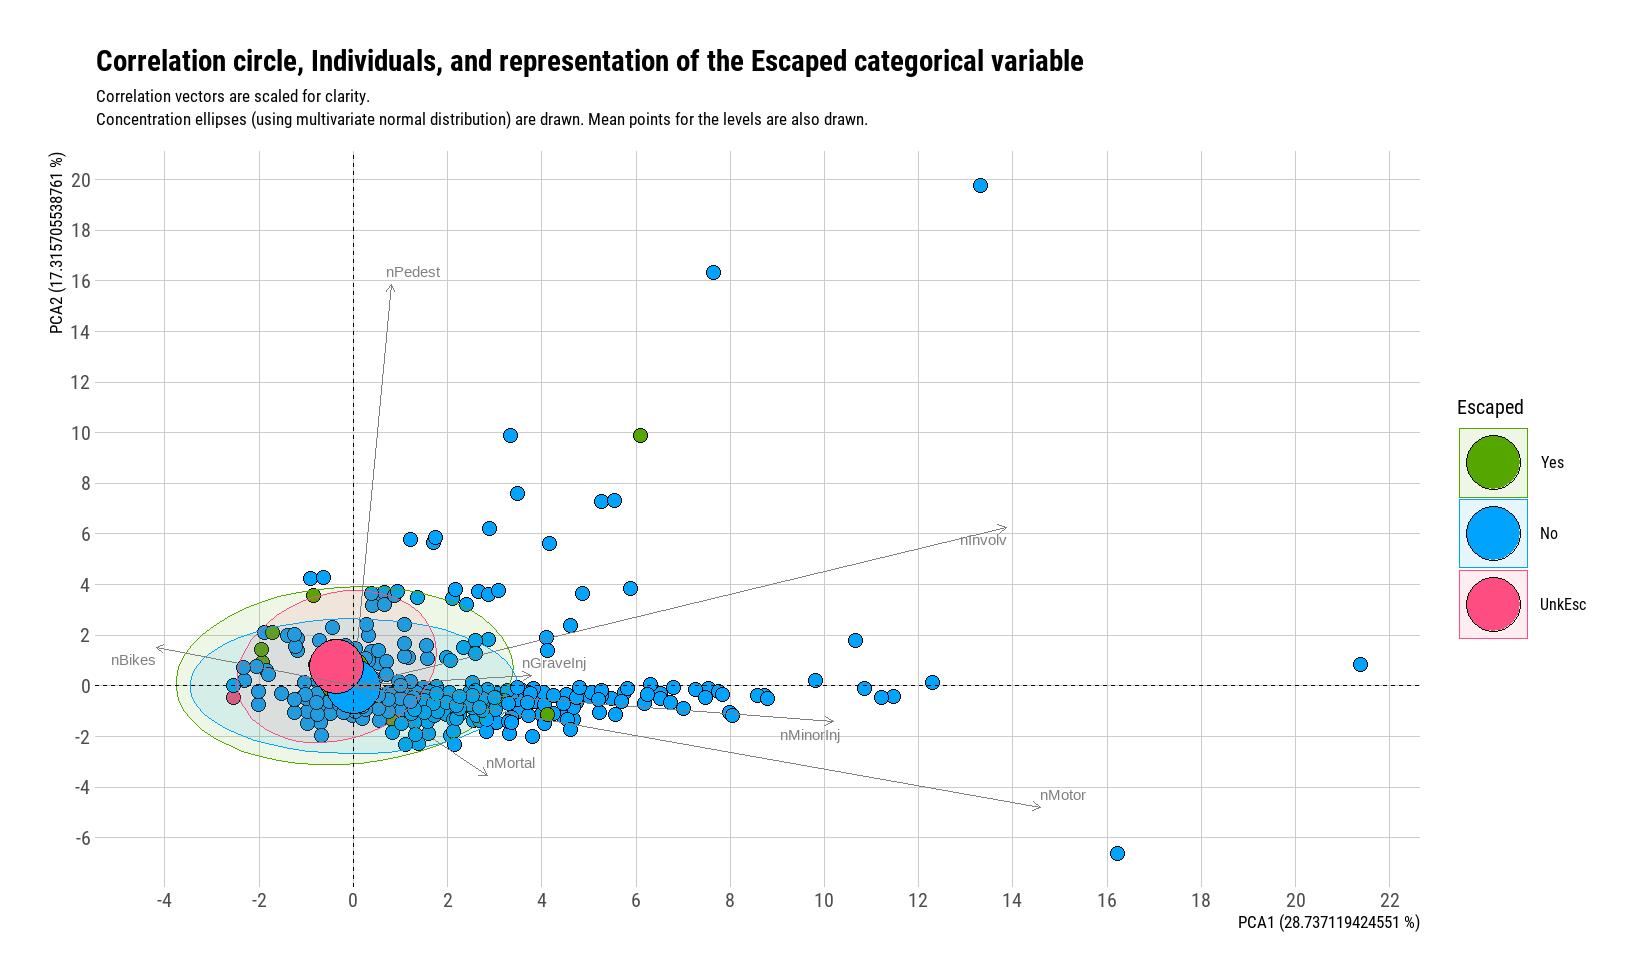 Correlation circle, Individuals, and representation of the Escaped categorical variable
Correlation vectors are scaled for clarity.
Concentration ellipses (using multivariate normal distribution) are drawn. Mean points for the levels are also drawn.
PCA2 (17.3157055538761 %)
20
18
16
14
12
10
8
6
4
2
0
-2
-4
-6
nPedest
nInvolv
nBikes
nGraveInj
nMinorInj
nMortal
nMotor
-4
-2
0
2
4
6
8
10
12
14
16
18
20
22
PCA1 (28.737119424551 %)
Escaped
Yes
No
UnkEsc